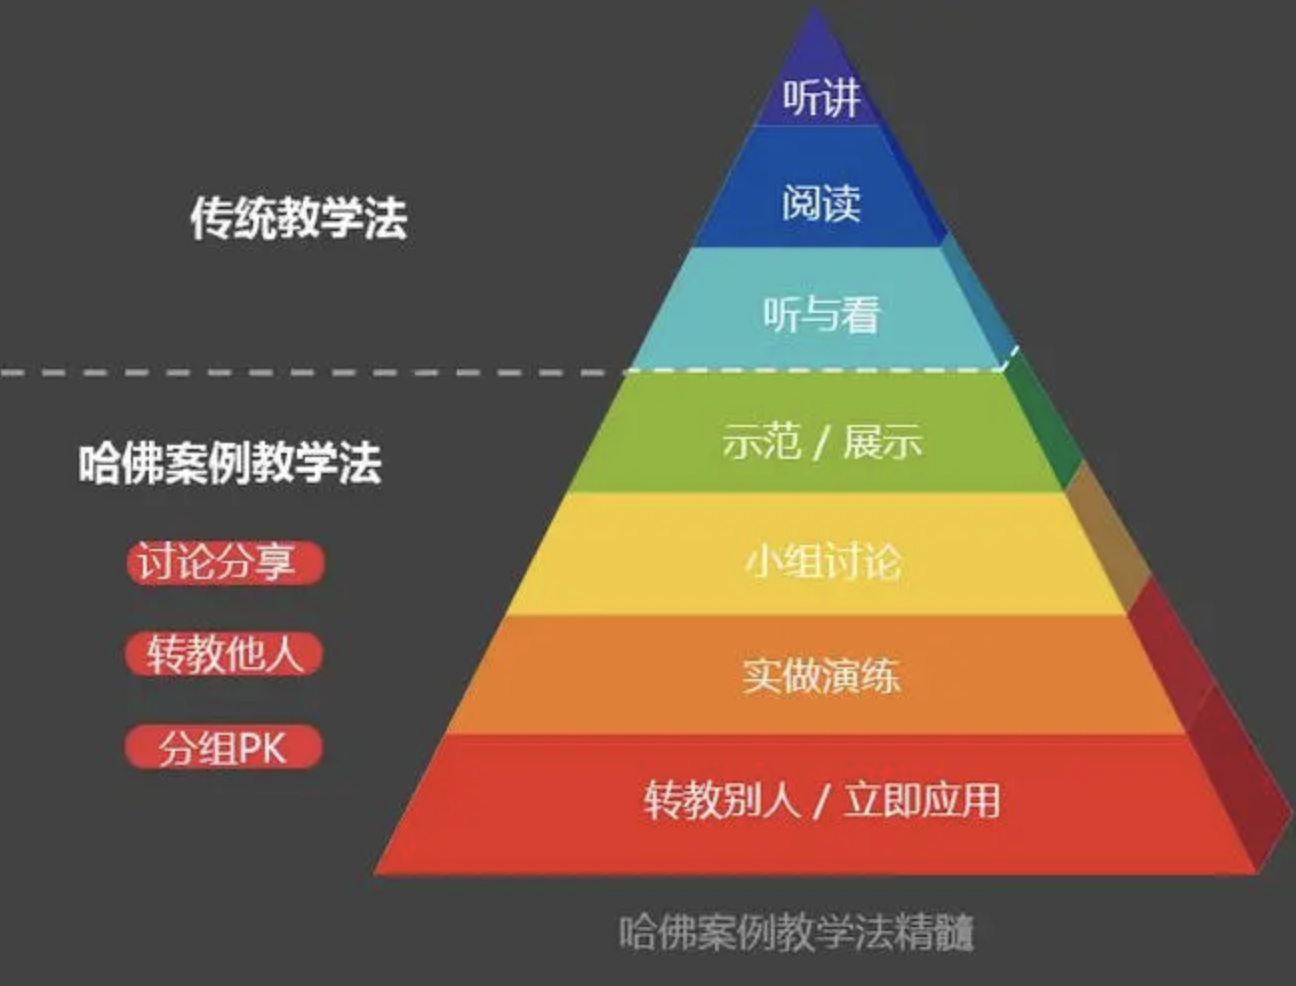 听讲
阅读
听与看
示范 / 展示
小组讨论
实做演练
转教别人 / 立即应用
传统教学法
哈佛案例教学法
讨论分享
转教他人
分组PK
哈佛案例教学法精髓